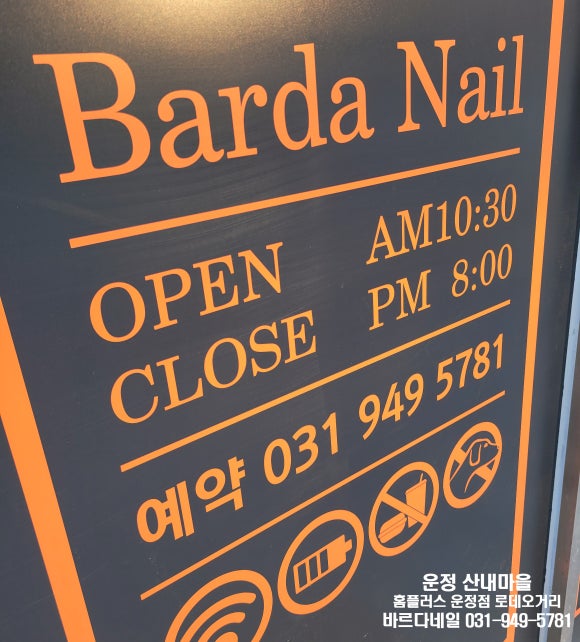 Barda Nail
OPEN AM10:30
CLOSE PM 8:00
예약 031 949 5781
운정 산내마을
홈플러스 운정점 로데오거리
바르다네일 031-949-5781